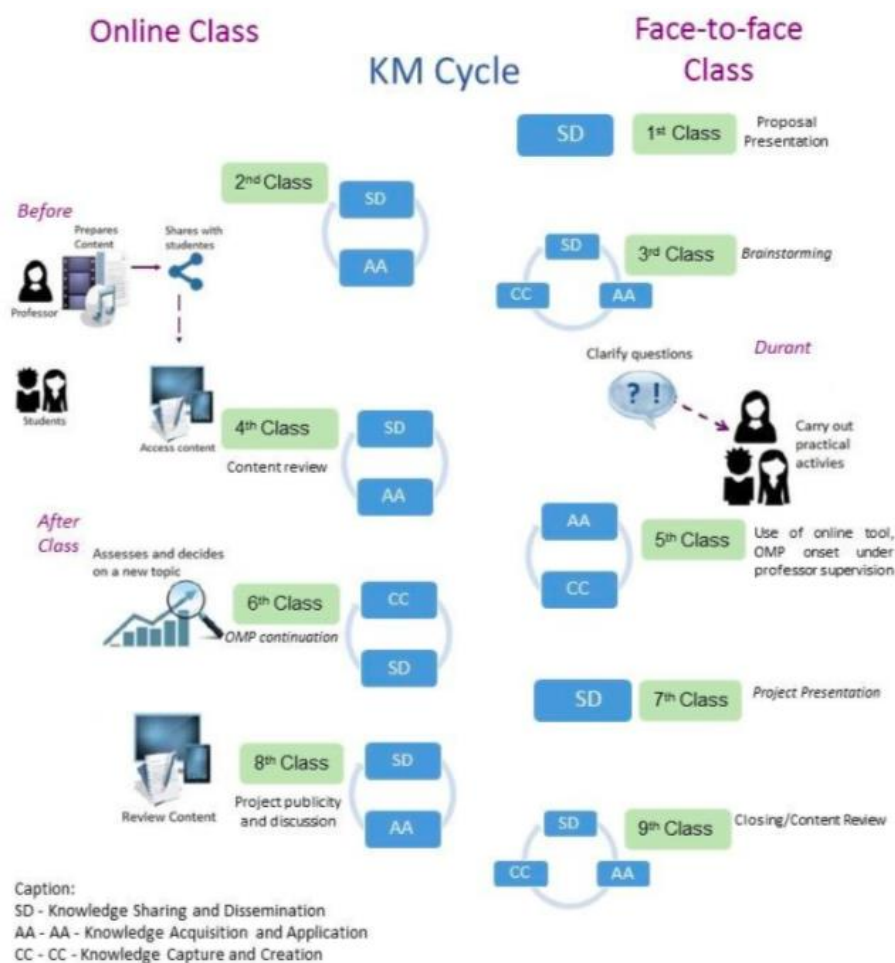 Online Class
KM Cycle
Face-to-face
Class
SD
1st Class
Proposal
Presentation
2nd Class
SD
AA
Before
Prepares
Content
Shares with
studentes
Professor
SD
CC
AA
3rd Class
Brainstorming
Clarify questions
? !
Durant
Carry out
practical
activies
Students
Access content
4th Class
Content review
SD
AA
After
Class
Assesses and decides
on a new topic
AA
CC
5th Class
Use of online tool,
OMP onset under
professor supervision
6th Class
OMP continuation
CC
SD
SD
7th Class
Project Presentation
Review Content
8th Class
Project publicity
and discussion
SD
AA
SD
CC
AA
9th Class
Closing/Content Review
Caption:
SD - Knowledge Sharing and Dissemination
AA - AA - Knowledge Acquisition and Application
CC - CC - Knowledge Capture and Creation